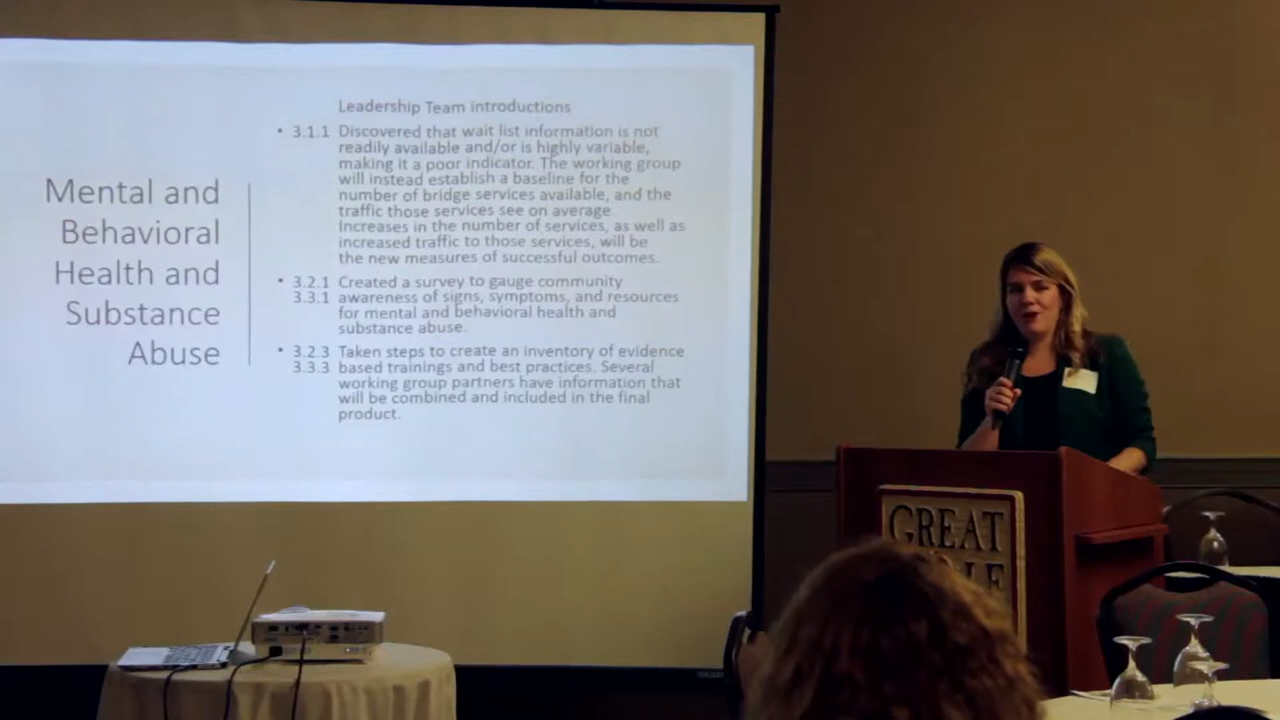 Mental and
Behavioral
Health and
Substance
Abuse
Leadership Team introductions
• 3.1.1 Discovered that wait list information is not
readily available and/or is highly variable,
making it a poor indicator. The working group
will instead establish a baseline for the
number of bridge services available, and the
traffic those services see on average.
Increases in the number of services, as well as
increased traffic to those services, will be
the new measures of successful outcomes.
• 3.2.1 Created a survey to gauge community
3.3.1 awareness of signs, symptoms, and resources
for mental and behavioral health and
substance abuse.
• 3.2.3 Taken steps to create an inventory of evidence
3.3.3 based trainings and best practices. Several
working group partners have information that
will be combined and included in the final
product.
GREAT